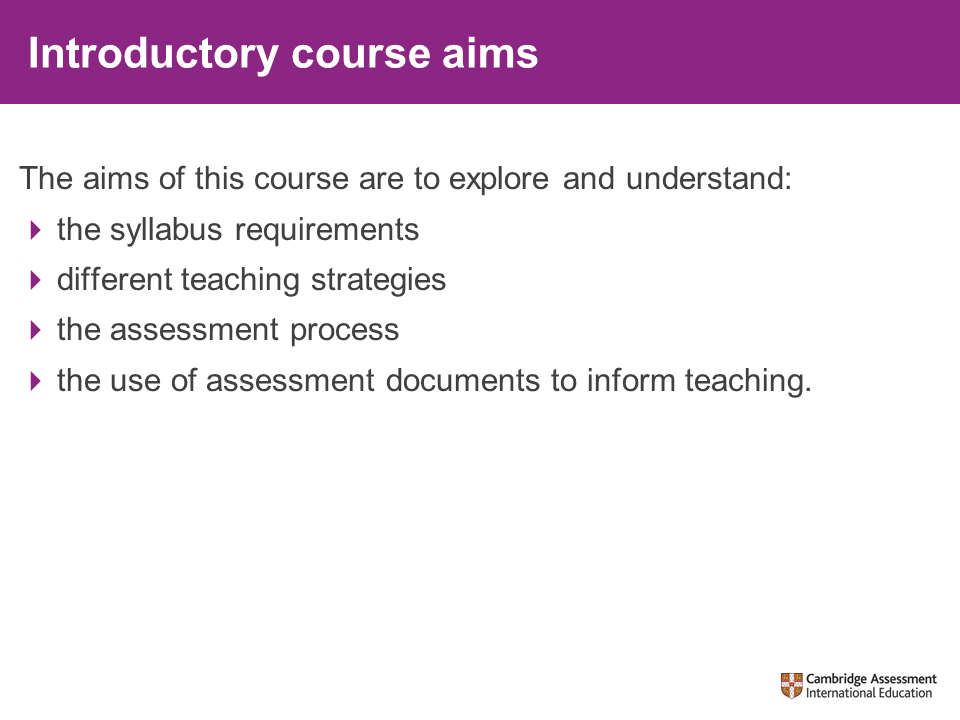 Introductory course aims
The aims of this course are to explore and understand:
the syllabus requirements
different teaching strategies
the assessment process
the use of assessment documents to inform teaching.
Cambridge Assessment
International Education